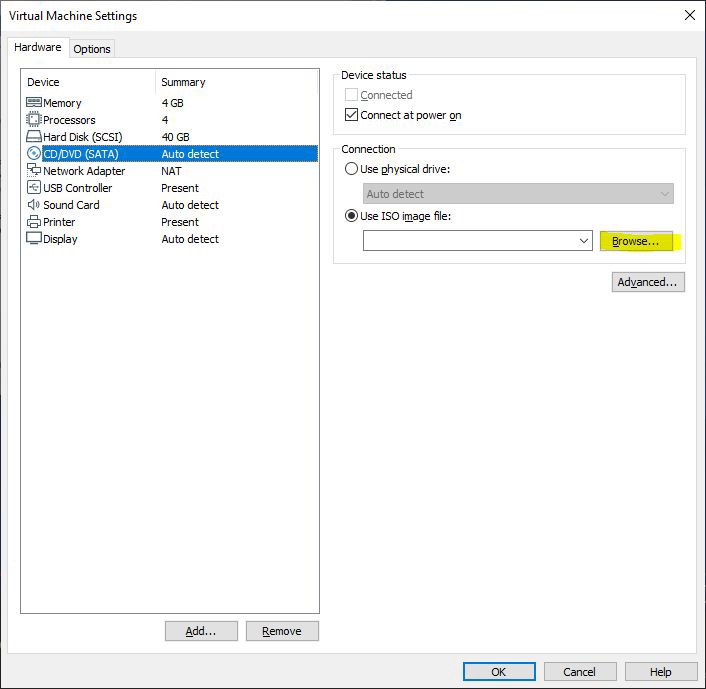 Virtual Machine Settings
Hardware Options
Device Summary
Memory 4 GB
Processors 4
Hard Disk (SCSI) 40 GB
CD/DVD (SATA) Auto detect
Network Adapter NAT
USB Controller Present
Sound Card Auto detect
Printer Present
Display Auto detect
Add... Remove
Device status
Connected
Connect at power on
Connection
Use physical drive:
Auto detect
Use ISO image file:
Browse...
Advanced...
OK Cancel Help